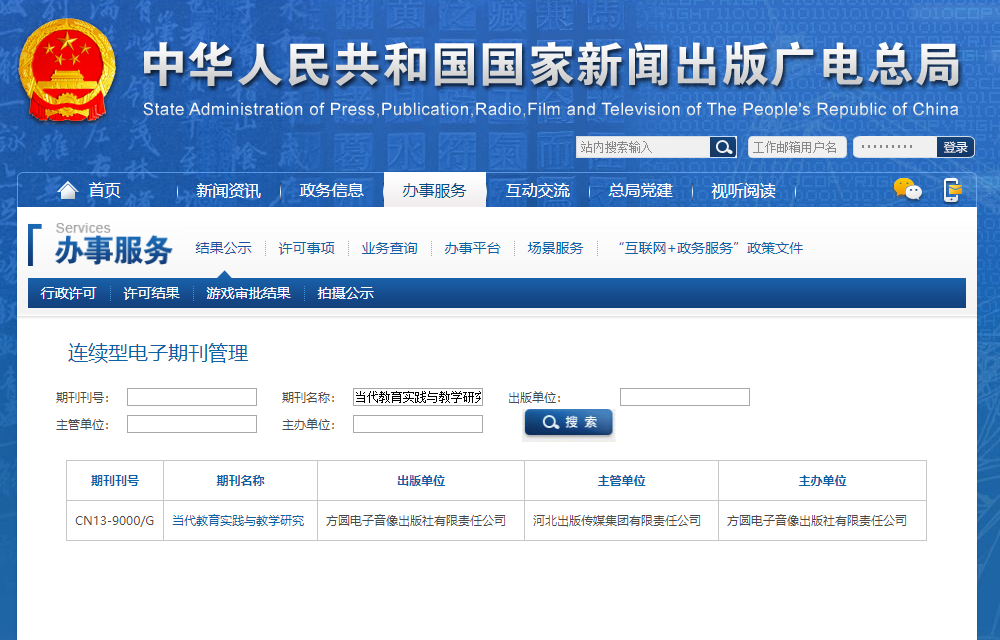 中华人民共和国国家新闻出版广电总局
State Administration of Press,Publication,Radio,Film and Television of The People's Republic of China
站内搜索输入 工作邮箱用户名 ········· 登录
首页 新闻资讯 政务信息 办事服务 互动交流 总局党建 视听阅读
Services
办事服务 结果公示 许可事项 业务查询 办事平台 场景服务 “互联网+政务服务”政策文件
行政许可 许可结果 游戏审批结果 拍摄公示
连续型电子期刊管理
期刊刊号: 期刊名称: 当代教育实践与教学研 出版单位:
主管单位: 主办单位: 搜 索
期刊刊号 期刊名称 出版单位 主管单位 主办单位
CN13-9000/G 当代教育实践与教学研究 方圆电子音像出版社有限责任公司 河北出版传媒集团有限责任公司 方圆电子音像出版社有限责任公司